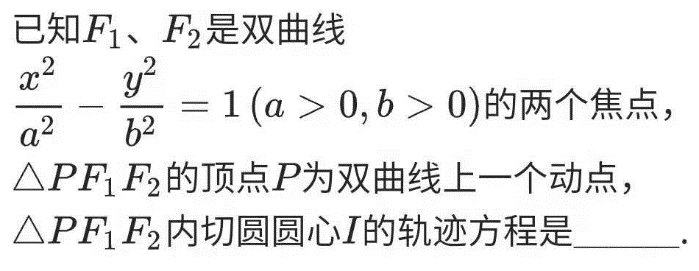 已知F₁、F₂是双曲线
x²/a² − y²/b² = 1 (a > 0, b > 0)的两个焦点，
△PF₁F₂的顶点P为双曲线上一个动点，
△PF₁F₂内切圆圆心I的轨迹方程是______.